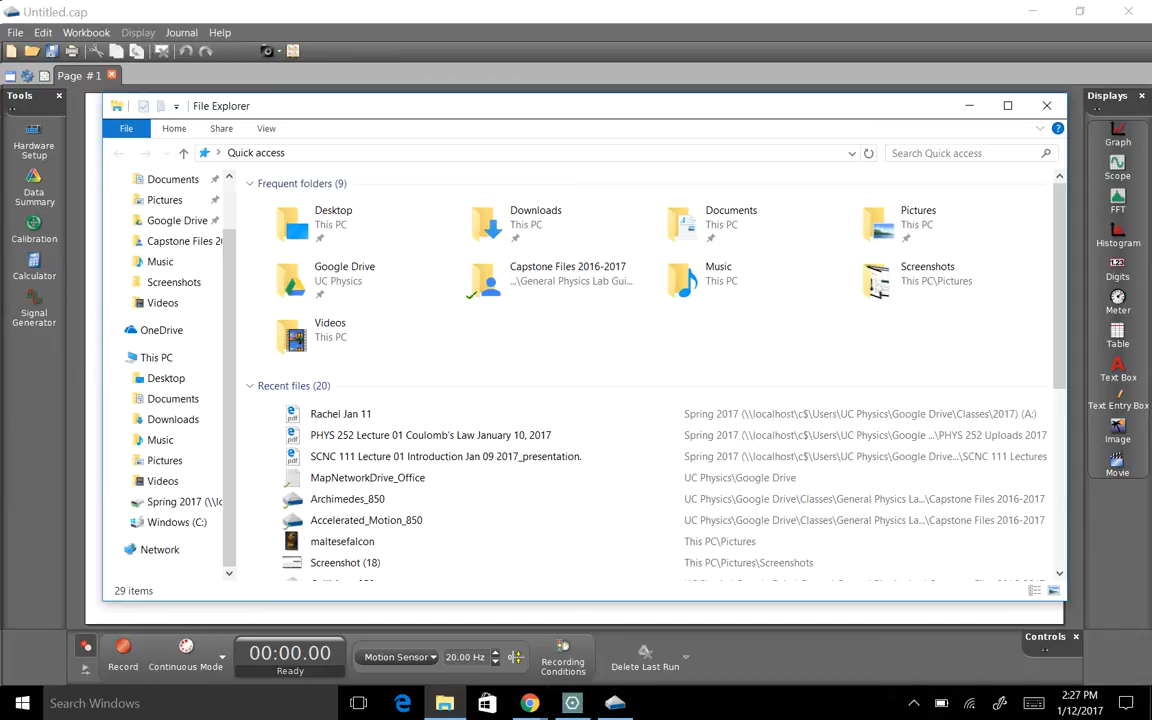 Untitled.cap
File Edit Workbook Display Journal Help
Page #1
Tools
Displays
Hardware Setup
Data Summary
Calibration
Calculator
Signal Generator
File Explorer
File Home Share View
Quick access
Search Quick access
Documents
Pictures
Google Drive
Capstone Files 20
Music
Screenshots
Videos
OneDrive
This PC
Desktop
Documents
Downloads
Music
Pictures
Videos
Spring 2017 (\\lc
Windows (C:)
Network
Frequent folders (9)
Desktop
This PC
Downloads
This PC
Documents
This PC
Pictures
This PC
Google Drive
UC Physics
Capstone Files 2016-2017
...\General Physics Lab Gui...
Music
This PC
Screenshots
This PC\Pictures
Videos
This PC
Recent files (20)
Rachel Jan 11 Spring 2017 (\\localhost\c$\Users\UC Physics\Google Drive\Classes\2017) (A:)
PHYS 252 Lecture 01 Coulomb's Law January 10, 2017 Spring 2017 (\\localhost\c$\Users\UC Physics\Google ...\PHYS 252 Uploads 2017
SCNC 111 Lecture 01 Introduction Jan 09 2017_presentation. Spring 2017 (\\localhost\c$\Users\UC Physics\Google Drive...\SCNC 111 Lectures
MapNetworkDrive_Office UC Physics\Google Drive
Archimedes_850 UC Physics\Google Drive\Classes\General Physics La...\Capstone Files 2016-2017
Accelerated_Motion_850 UC Physics\Google Drive\Classes\General Physics La...\Capstone Files 2016-2017
maltesefalcon This PC\Pictures
Screenshot (18) This PC\Pictures\Screenshots
29 items
Graph
Scope
FFT
Histogram
1.23
Digits
Meter
Table
Text Box
Text Entry Box
Image
Movie
Controls
Record
Continuous Mode
00:00.00
Ready
Motion Sensor
20.00 Hz
Recording Conditions
Delete Last Run
Search Windows
2:27 PM
1/12/2017